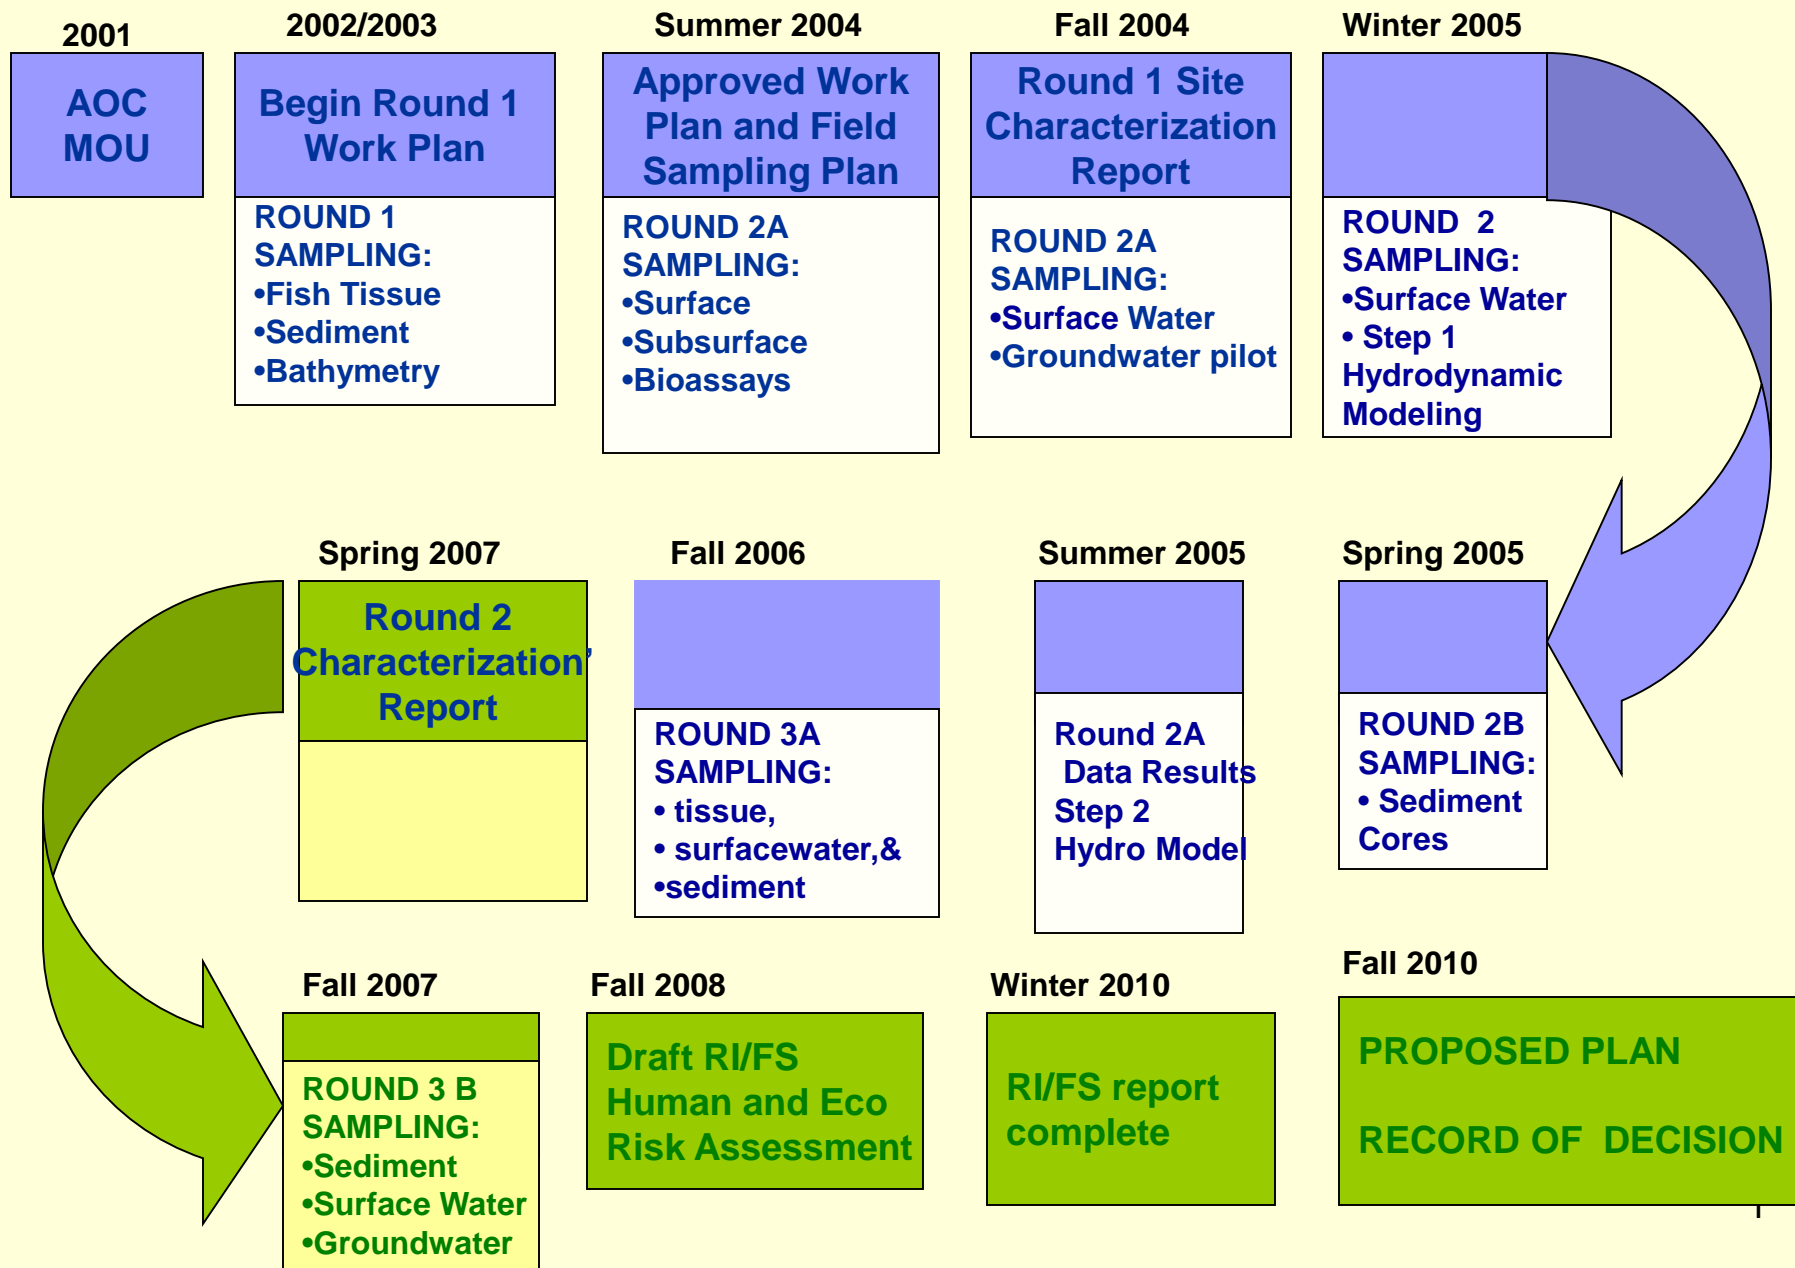 2001
AOC
MOU
2002/2003
Begin Round 1
Work Plan
ROUND 1
SAMPLING:
•Fish Tissue
•Sediment
•Bathymetry
Summer 2004
Approved Work
Plan and Field
Sampling Plan
ROUND 2A
SAMPLING:
•Surface
•Subsurface
•Bioassays
Fall 2004
Round 1 Site
Characterization
Report
ROUND 2A
SAMPLING:
•Surface Water
•Groundwater pilot
Winter 2005
ROUND 2
SAMPLING:
•Surface Water
• Step 1
Hydrodynamic
Modeling
Spring 2005
ROUND 2B
SAMPLING:
• Sediment
Cores
Summer 2005
Round 2A
Data Results
Step 2
Hydro Model
Fall 2006
ROUND 3A
SAMPLING:
• tissue,
• surfacewater,&
•sediment
Spring 2007
Round 2
Characterization’
Report
Fall 2007
ROUND 3 B
SAMPLING:
•Sediment
•Surface Water
•Groundwater
Fall 2008
Draft RI/FS
Human and Eco
Risk Assessment
Winter 2010
RI/FS report
complete
Fall 2010
PROPOSED PLAN
RECORD OF DECISION